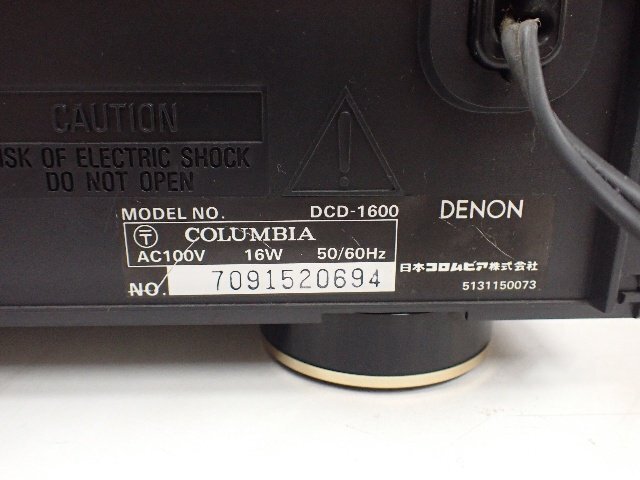 CAUTION
OF ELECTRIC SHOCK
DO NOT OPEN
MODEL NO. DCD-1600 DENON
〒 COLUMBIA
AC100V 16W 50/60Hz 日本コロムビア株式会社
NO. 7091520694 5131150073